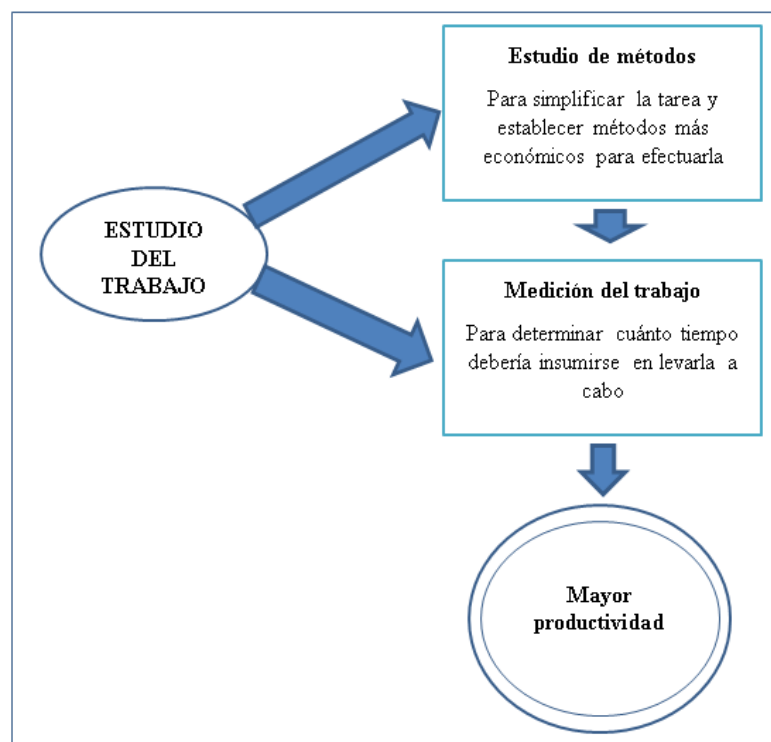 Estudio de métodos
Para simplificar la tarea y
establecer métodos más
económicos para efectuarla
ESTUDIO
DEL
TRABAJO
Medición del trabajo
Para determinar cuánto tiempo
debería insumirse en levarla a
cabo
Mayor
productividad